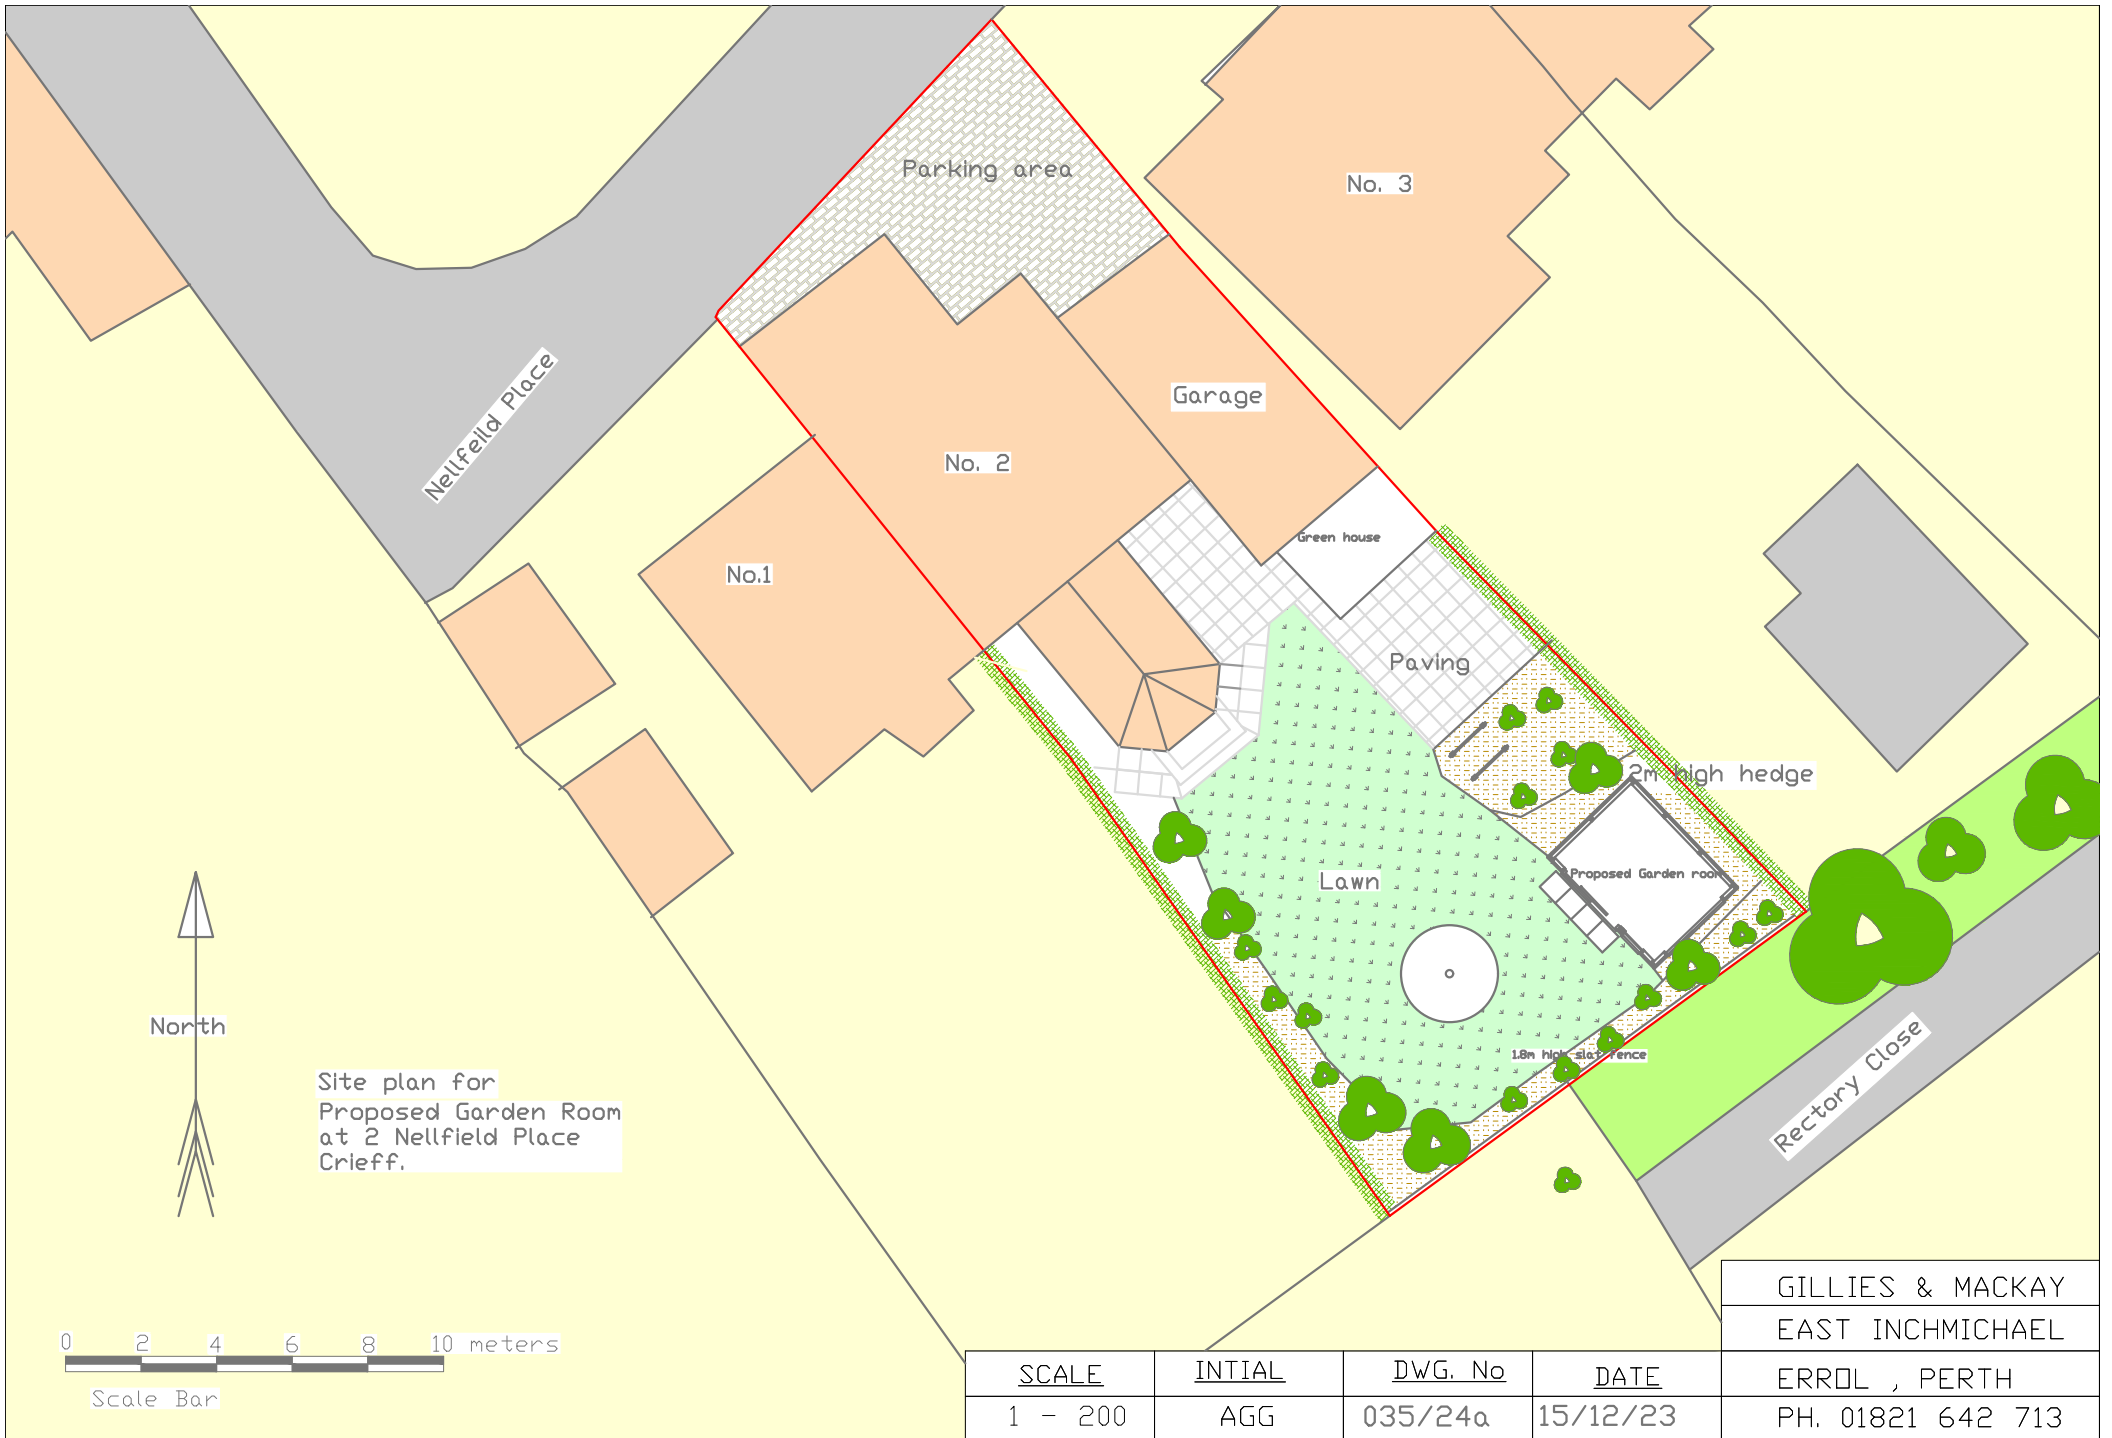 Parking area
No. 3
Garage
No. 2
Nellfeild Place
Green house
No.1
Paving
2m high hedge
Proposed Garden room
Lawn
North
1.8m high slat fence
Rectory Close
Site plan for
Proposed Garden Room
at 2 Nellfield Place
Crieff.
0 2 4 6 8 10 meters
Scale Bar
GILLIES & MACKAY
EAST INCHMICHAEL
ERROL , PERTH
PH. 01821 642 713
SCALE INTIAL DWG. No DATE
1 - 200 AGG 035/24a 15/12/23